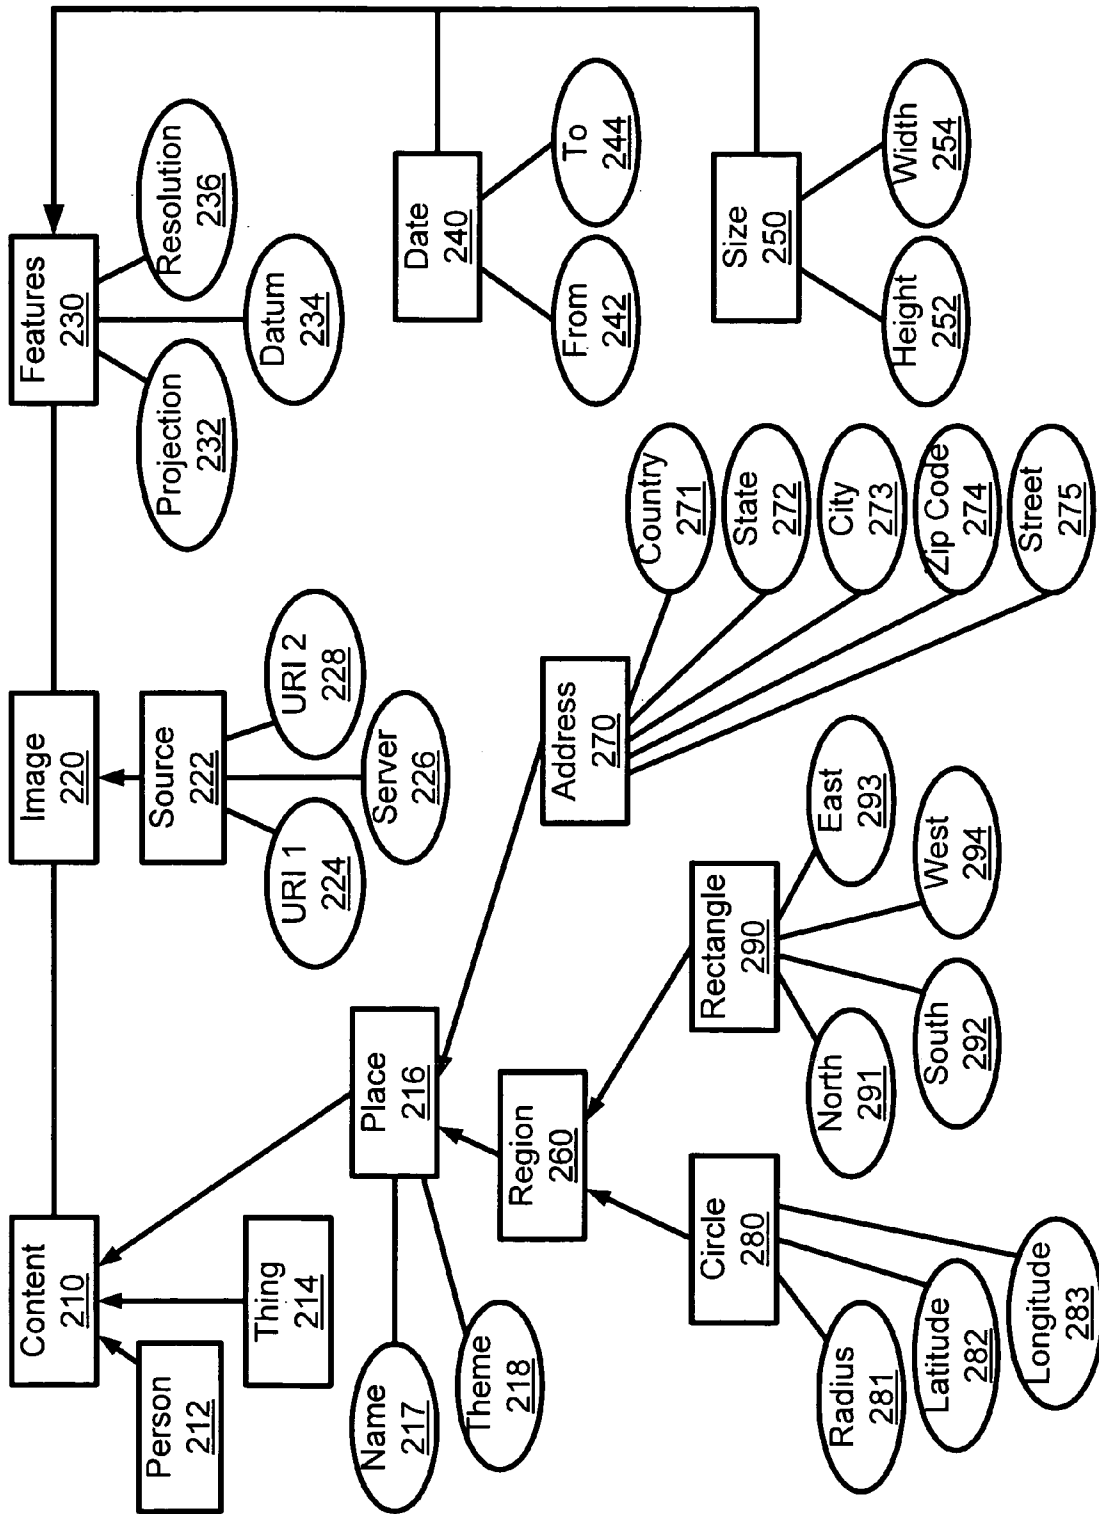 Content
210
Image
220
Features
230
Person
212
Thing
214
Source
222
URI 1
224
URI 2
228
Server
226
Projection
232
Datum
234
Resolution
236
Place
216
Name
217
Theme
218
Date
240
From
242
To
244
Region
260
Address
270
Country
271
State
272
City
273
Zip Code
274
Street
275
Size
250
Height
252
Width
254
Circle
280
Radius
281
Latitude
282
Longitude
283
Rectangle
290
North
291
South
292
West
294
East
293